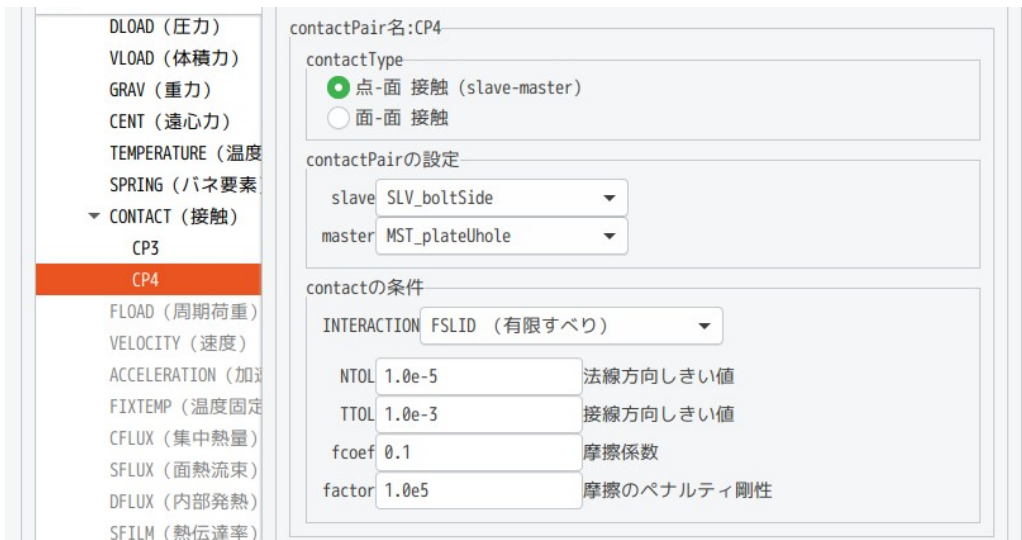 DLOAD (圧力)
VLOAD (体積力)
GRAV (重力)
CENT (遠心力)
TEMPERATURE (温度
SPRING (バネ要素
CONTACT (接触)
CP3
CP4
FLOAD (周期荷重)
VELOCITY (速度)
ACCELERATION (加速
FIXTEMP (温度固定
CFLUX (集中熱量)
SFLUX (面熱流束)
DFLUX (内部発熱)
SFILM (熱伝達率)
contactPair名:CP4
contactType
点-面 接触 (slave-master)
面-面 接触
contactPairの設定
slave SLV_boltSide
master MST_plateUhole
contactの条件
INTERACTION FSLID (有限すべり)
NTOL 1.0e-5 法線方向しきい値
TTOL 1.0e-3 接線方向しきい値
fcoef 0.1 摩擦係数
factor 1.0e5 摩擦のペナルティ剛性